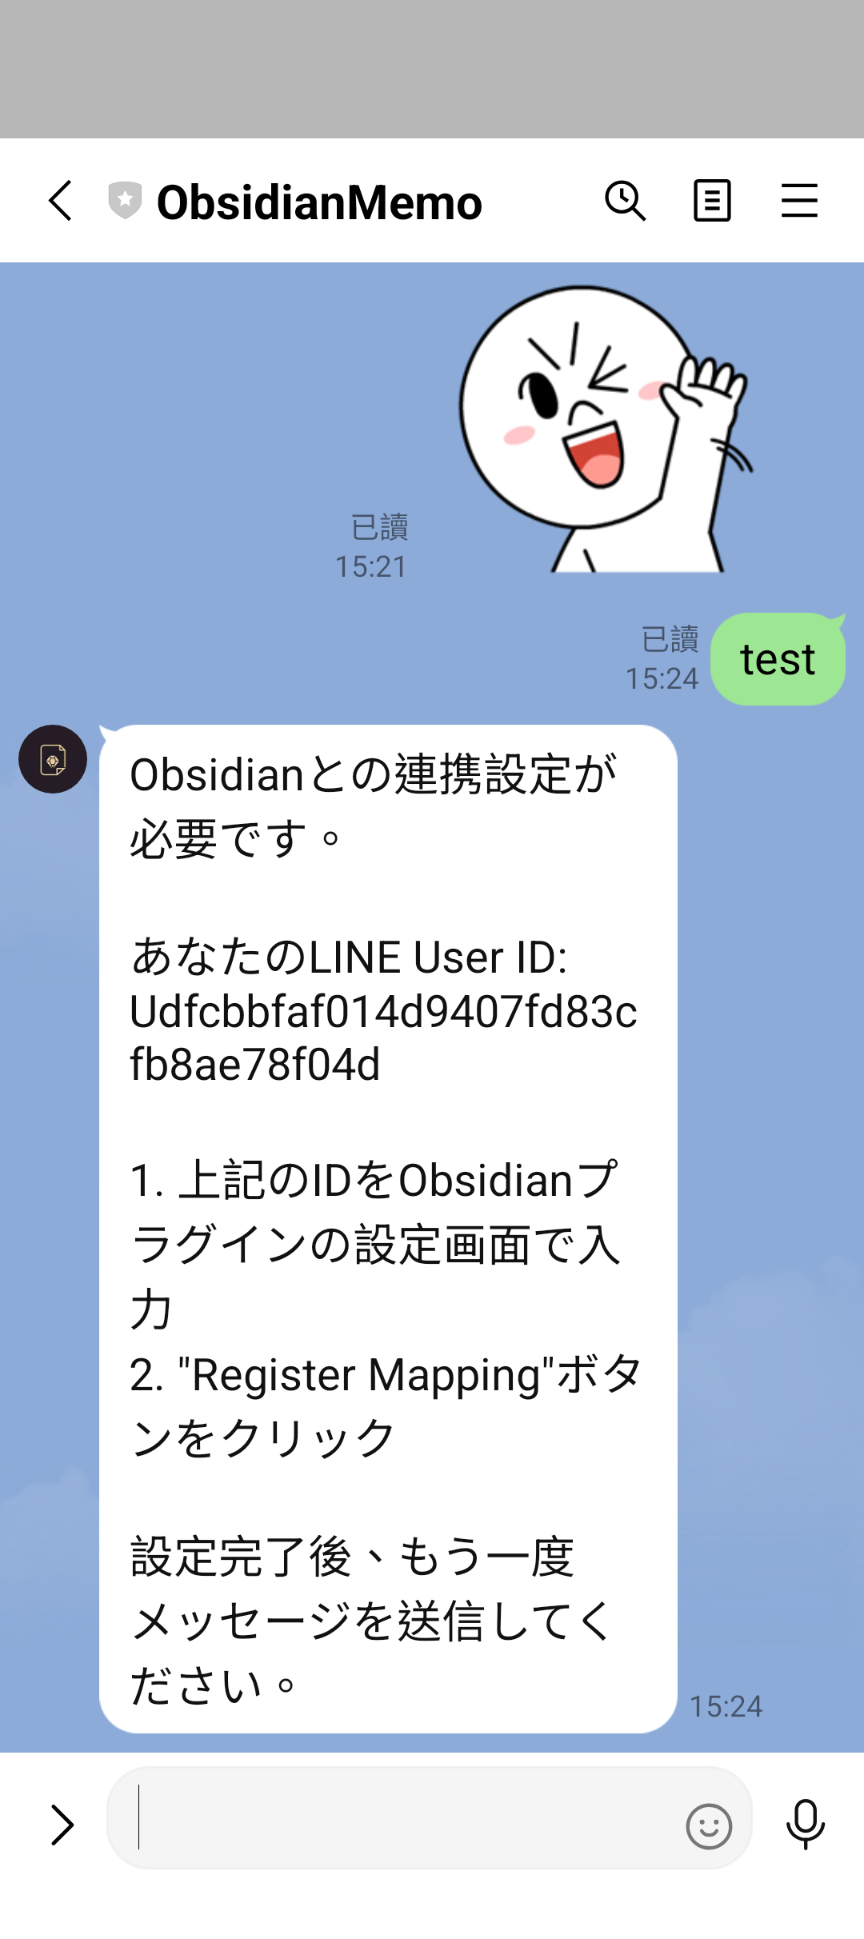 ObsidianMemo
已讀
15:21
已讀
15:24
test
Obsidianとの連携設定が
必要です。
あなたのLINE User ID:
Udfcbbfaf014d9407fd83c
fb8ae78f04d
1. 上記のIDをObsidianプ
ラグインの設定画面で入
力
2. "Register Mapping"ボタ
ンをクリック
設定完了後、もう一度
メッセージを送信してく
ださい。
15:24